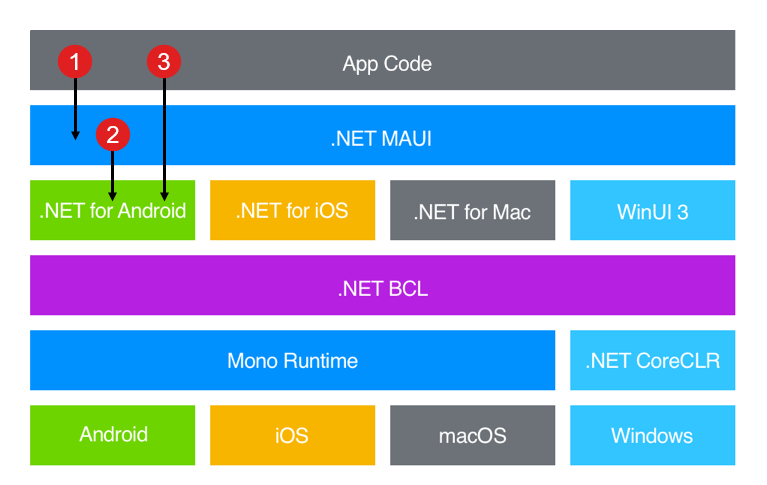 1
3
App Code
2
.NET MAUI
.NET for Android
.NET for iOS
.NET for Mac
WinUI 3
.NET BCL
Mono Runtime
.NET CoreCLR
Android
iOS
macOS
Windows